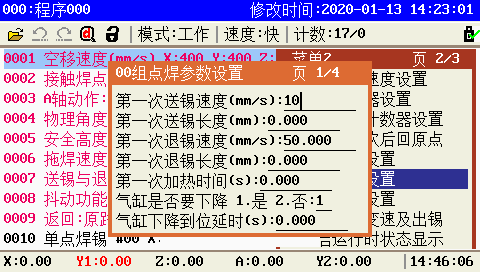 000:程序000 修改时间:2020-01-13 14:23:01
模式:工作 速度:快 计数:17/0
0001 空移速度(mm/s) X:400 Y:400 Z: 菜单2 页 2/3
00组点焊参数设置 页 1/4
0002 接触焊点 速度设置
0003 A轴动作: 器设置
第一次送锡速度(mm/s):10
0004 物理角度 计数器设置
第一次送锡长度(mm):0.000
0005 安全高度 次后回原点
第一次退锡速度(mm/s):50.000
0006 拖焊速度 设置
第一次退锡长度(mm):0.000
0007 送锡与退 设置
第一次加热时间(s):0.000
0008 抖动功能 设置
气缸是否要下降 1.是 2.否:1
0009 返回:原路 变速及出锡
气缸下降到位延时(s):0.000
0010 单点焊锡 #00 X: 运行时状态显示
X:0.00 Y1:0.00 Z:0.00 A:0.00 Y2:0.00 14:46:06